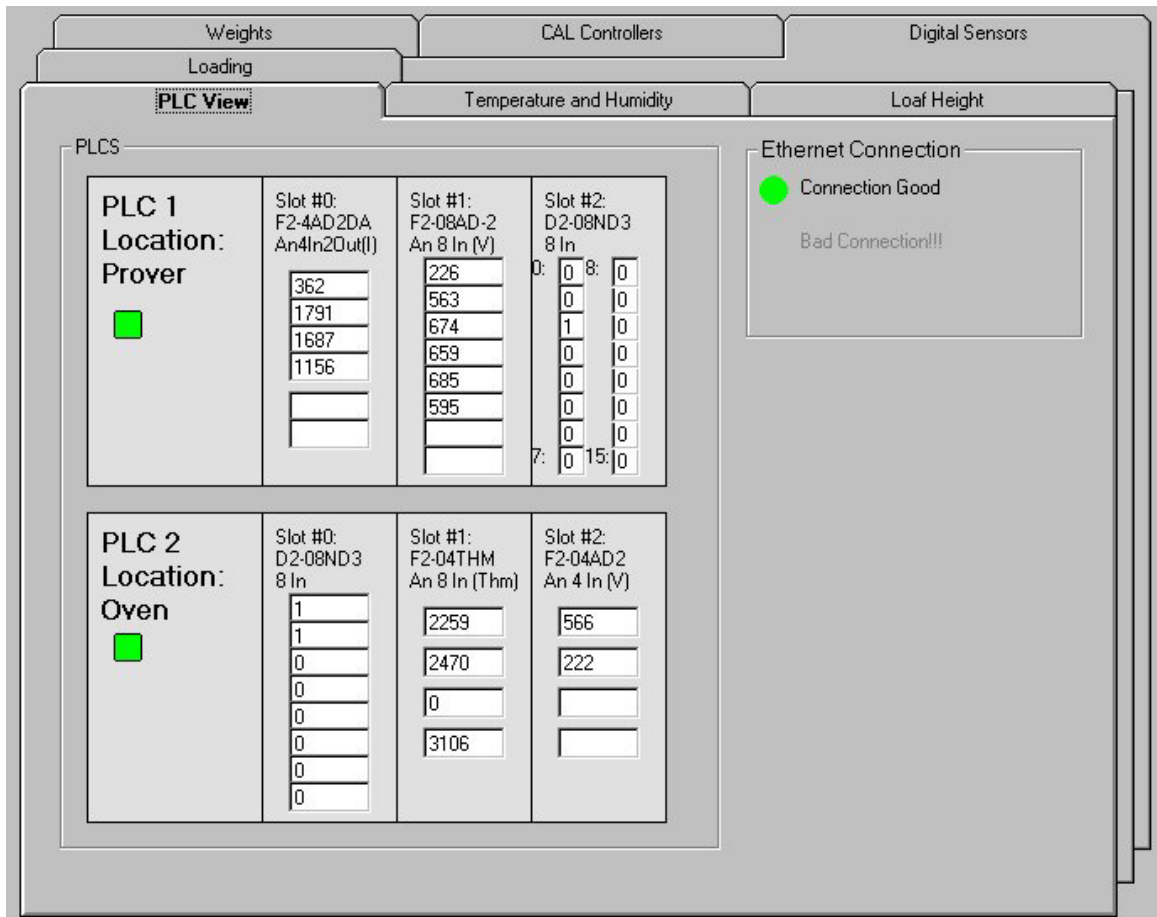 Weights
CAL Controllers
Digital Sensors
Loading
PLC View
Temperature and Humidity
Loaf Height
PLCS
PLC 1
Location:
Prover
Slot #0:
F2-4AD2DA
An4In2Out(I)
362
1791
1687
1156
Slot #1:
F2-08AD-2
An 8 In (V)
226
563
674
659
685
595
Slot #2:
D2-08ND3
8 In
0: 0 8: 0
0 0
1 0
0 0
0 0
0 0
0 0
7: 0 15: 0
PLC 2
Location:
Oven
Slot #0:
D2-08ND3
8 In
1
1
0
0
0
0
0
0
Slot #1:
F2-04THM
An 8 In (Thm)
2259
2470
0
3106
Slot #2:
F2-04AD2
An 4 In (V)
566
222
Ethernet Connection
Connection Good
Bad Connection!!!